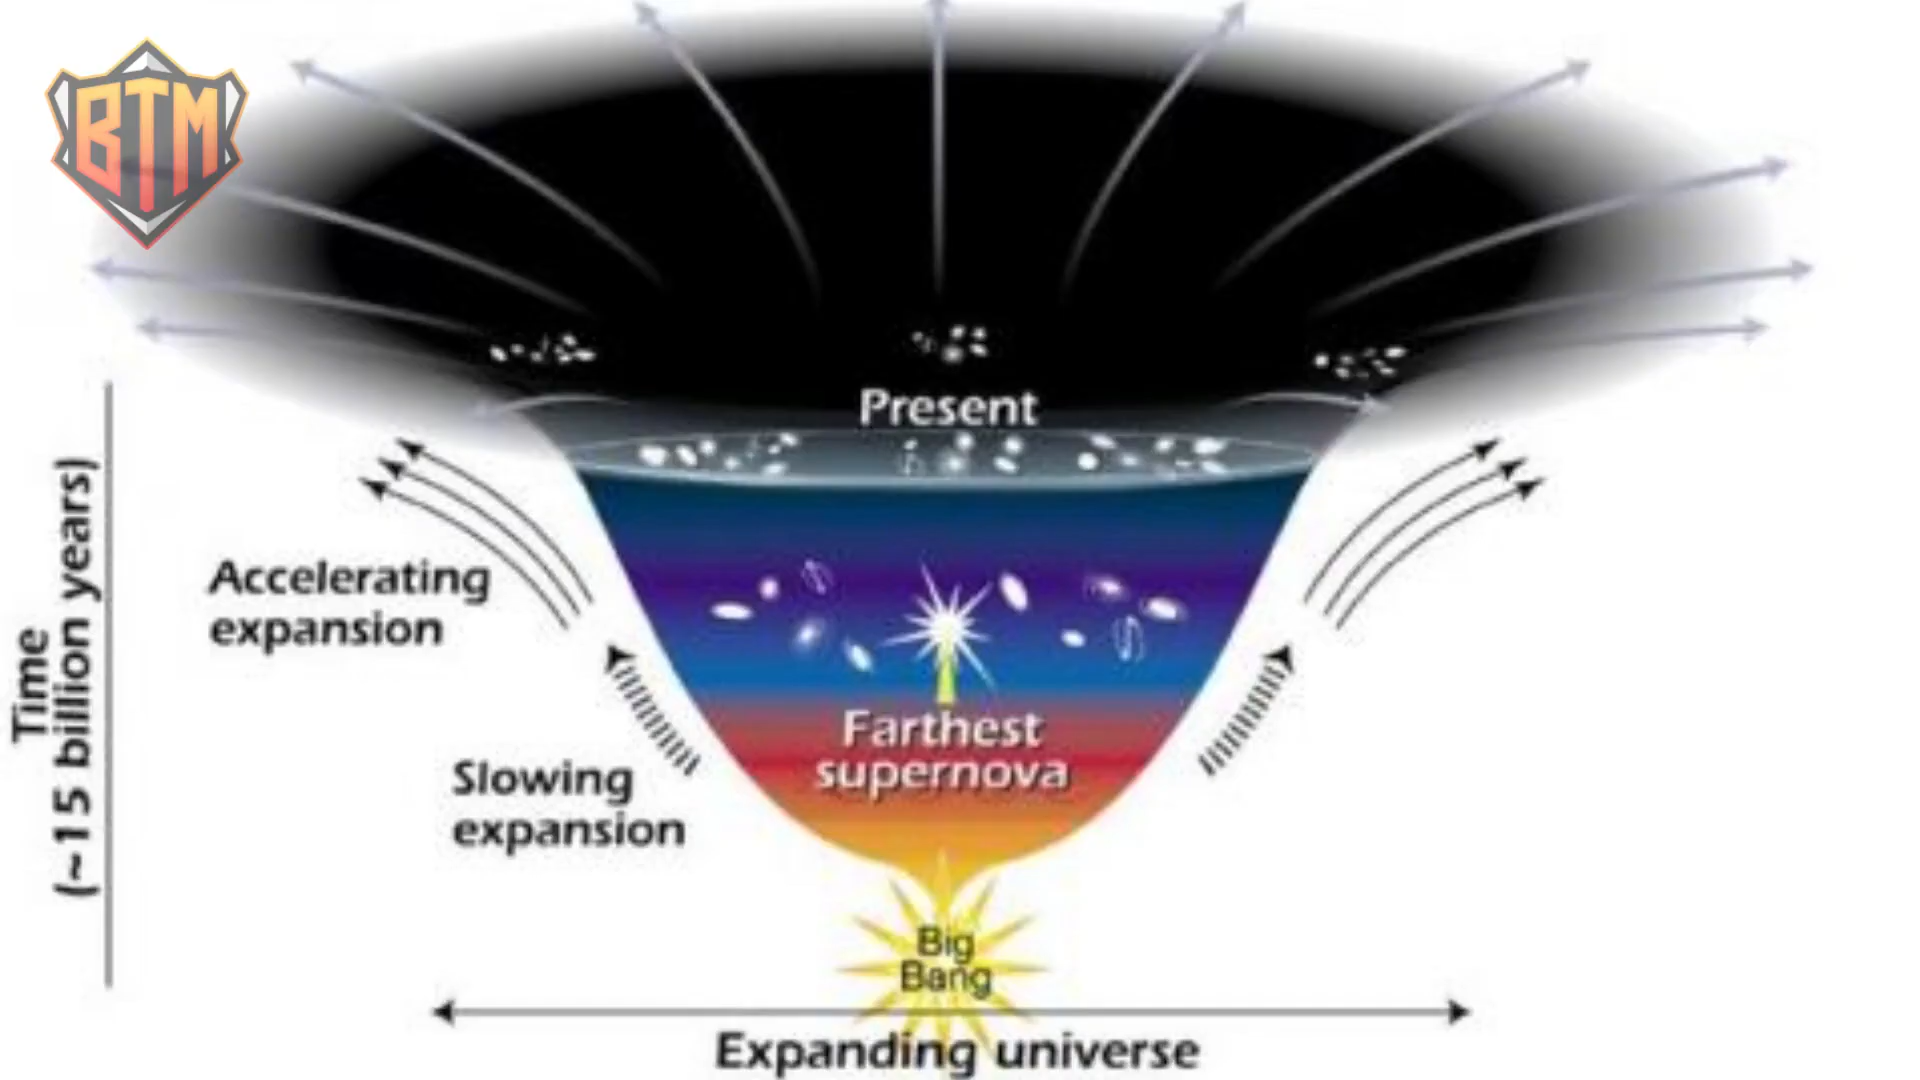 BTM
Present
Accelerating
expansion
Time
(~15 billion years)
Farthest
supernova
Slowing
expansion
Big
Bang
Expanding universe